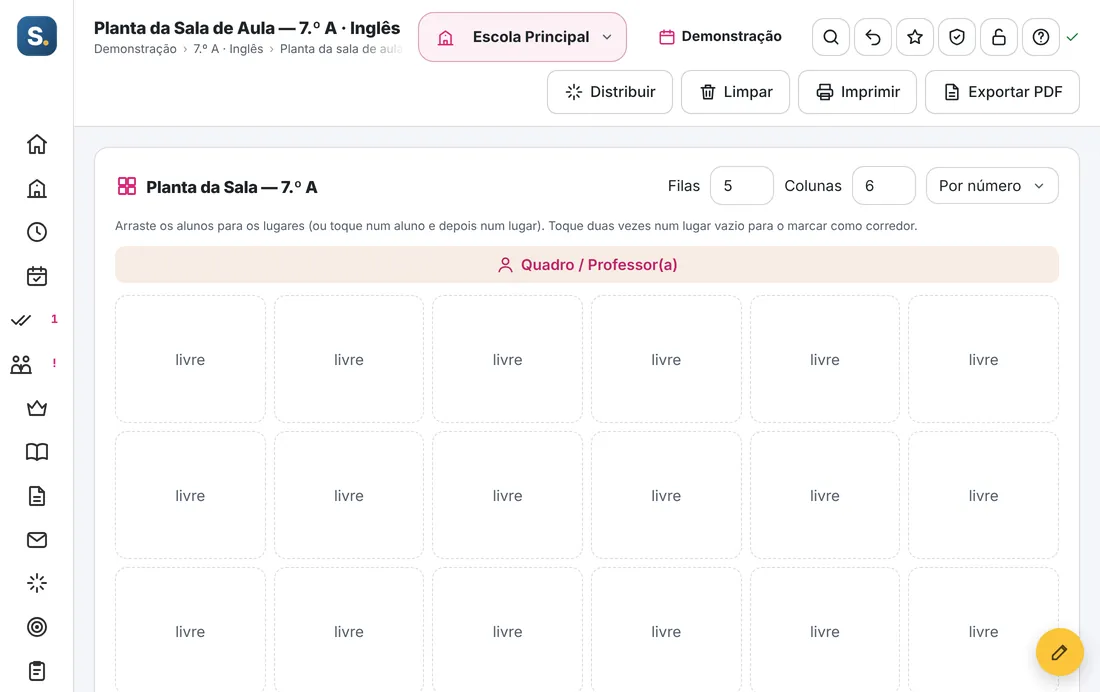 S.
Planta da Sala de Aula — 7.º A · Inglês
Demonstração › 7.º A · Inglês › Planta da sala de aula
Escola Principal
Demonstração
Distribuir
Limpar
Imprimir
Exportar PDF
1
!
Planta da Sala — 7.º A
Filas 5 Colunas 6 Por número
Arraste os alunos para os lugares (ou toque num aluno e depois num lugar). Toque duas vezes num lugar vazio para o marcar como corredor.
Quadro / Professor(a)
livre livre livre livre livre livre
livre livre livre livre livre livre
livre livre livre livre livre livre